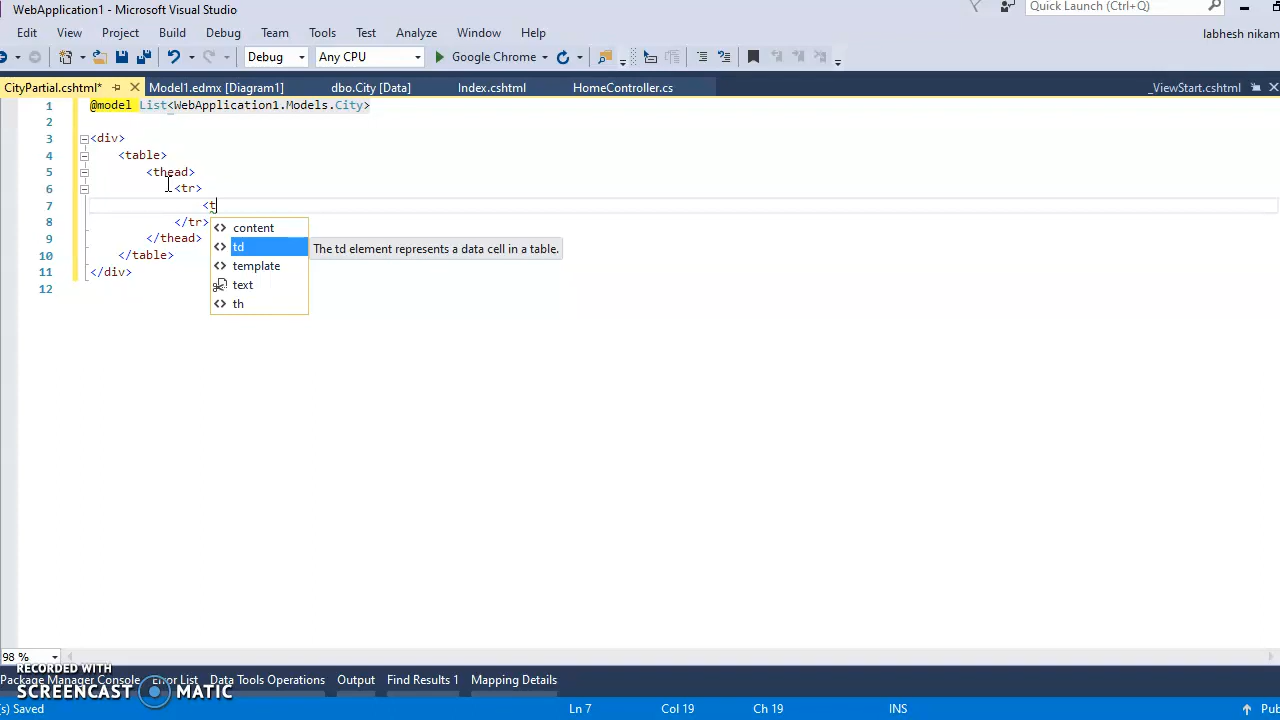 WebApplication1 - Microsoft Visual Studio
Quick Launch (Ctrl+Q)
Edit View Project Build Debug Team Tools Test Analyze Window Help
labhesh nikam
Debug Any CPU Google Chrome
CityPartial.cshtml* Model1.edmx [Diagram1] dbo.City [Data] Index.cshtml HomeController.cs _ViewStart.cshtml
1 @model List<WebApplication1.Models.City>
2
3 <div>
4 <table>
5 <thead>
6 <tr>
7 <t
8 </tr>
9 </thead>
10 </table>
11 </div>
12
content
td
The td element represents a data cell in a table.
template
text
th
98 %
Package Manager Console Error List Data Tools Operations Output Find Results 1 Mapping Details
RECORDED WITH
SCREENCAST MATIC
(s) Saved Ln 7 Col 19 Ch 19 INS Pub